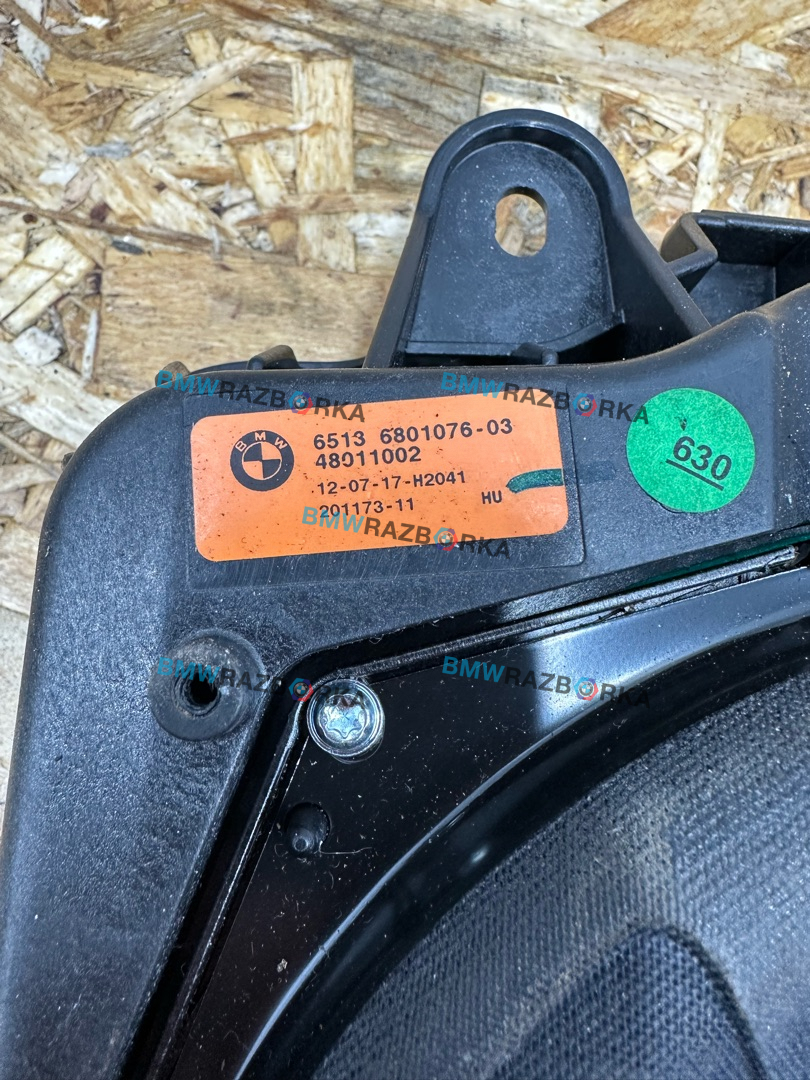 BMWRAZBORKA
BMWRAZBORKA
BMW
6513 6801076-03
48011002
12-07-17-H2041
201173-11
HU
630
BMWRAZBORKA
BMWRAZBORKA
BMWRAZBORKA